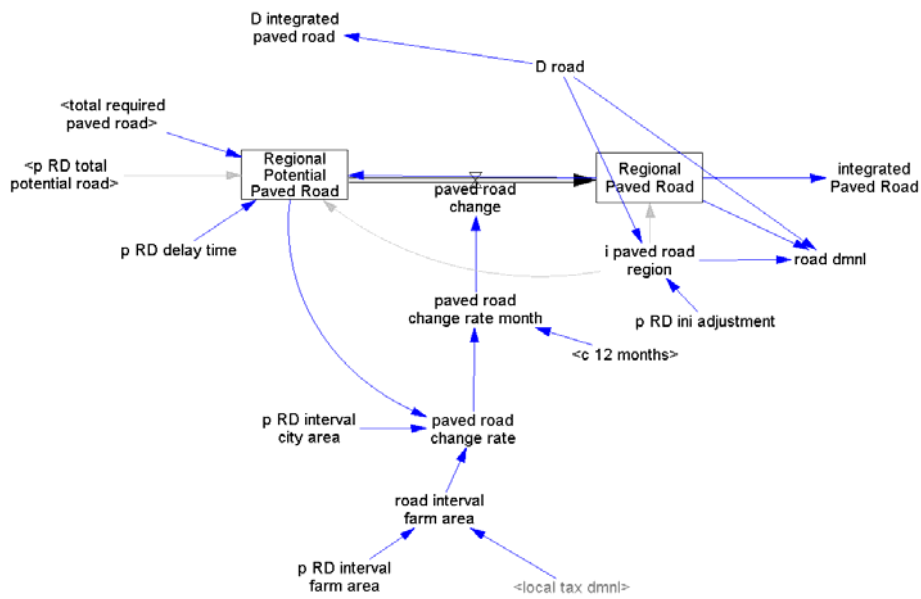 D integrated
paved road
D road
<total required
paved road>
<p RD total
potential road>
Regional
Potential
Paved Road
paved road
change
Regional
Paved Road
integrated
Paved Road
p RD delay time
i paved road
region
road dmnl
paved road
change rate month
p RD ini adjustment
<c 12 months>
p RD interval
city area
paved road
change rate
road interval
farm area
p RD interval
farm area
<local tax dmnl>